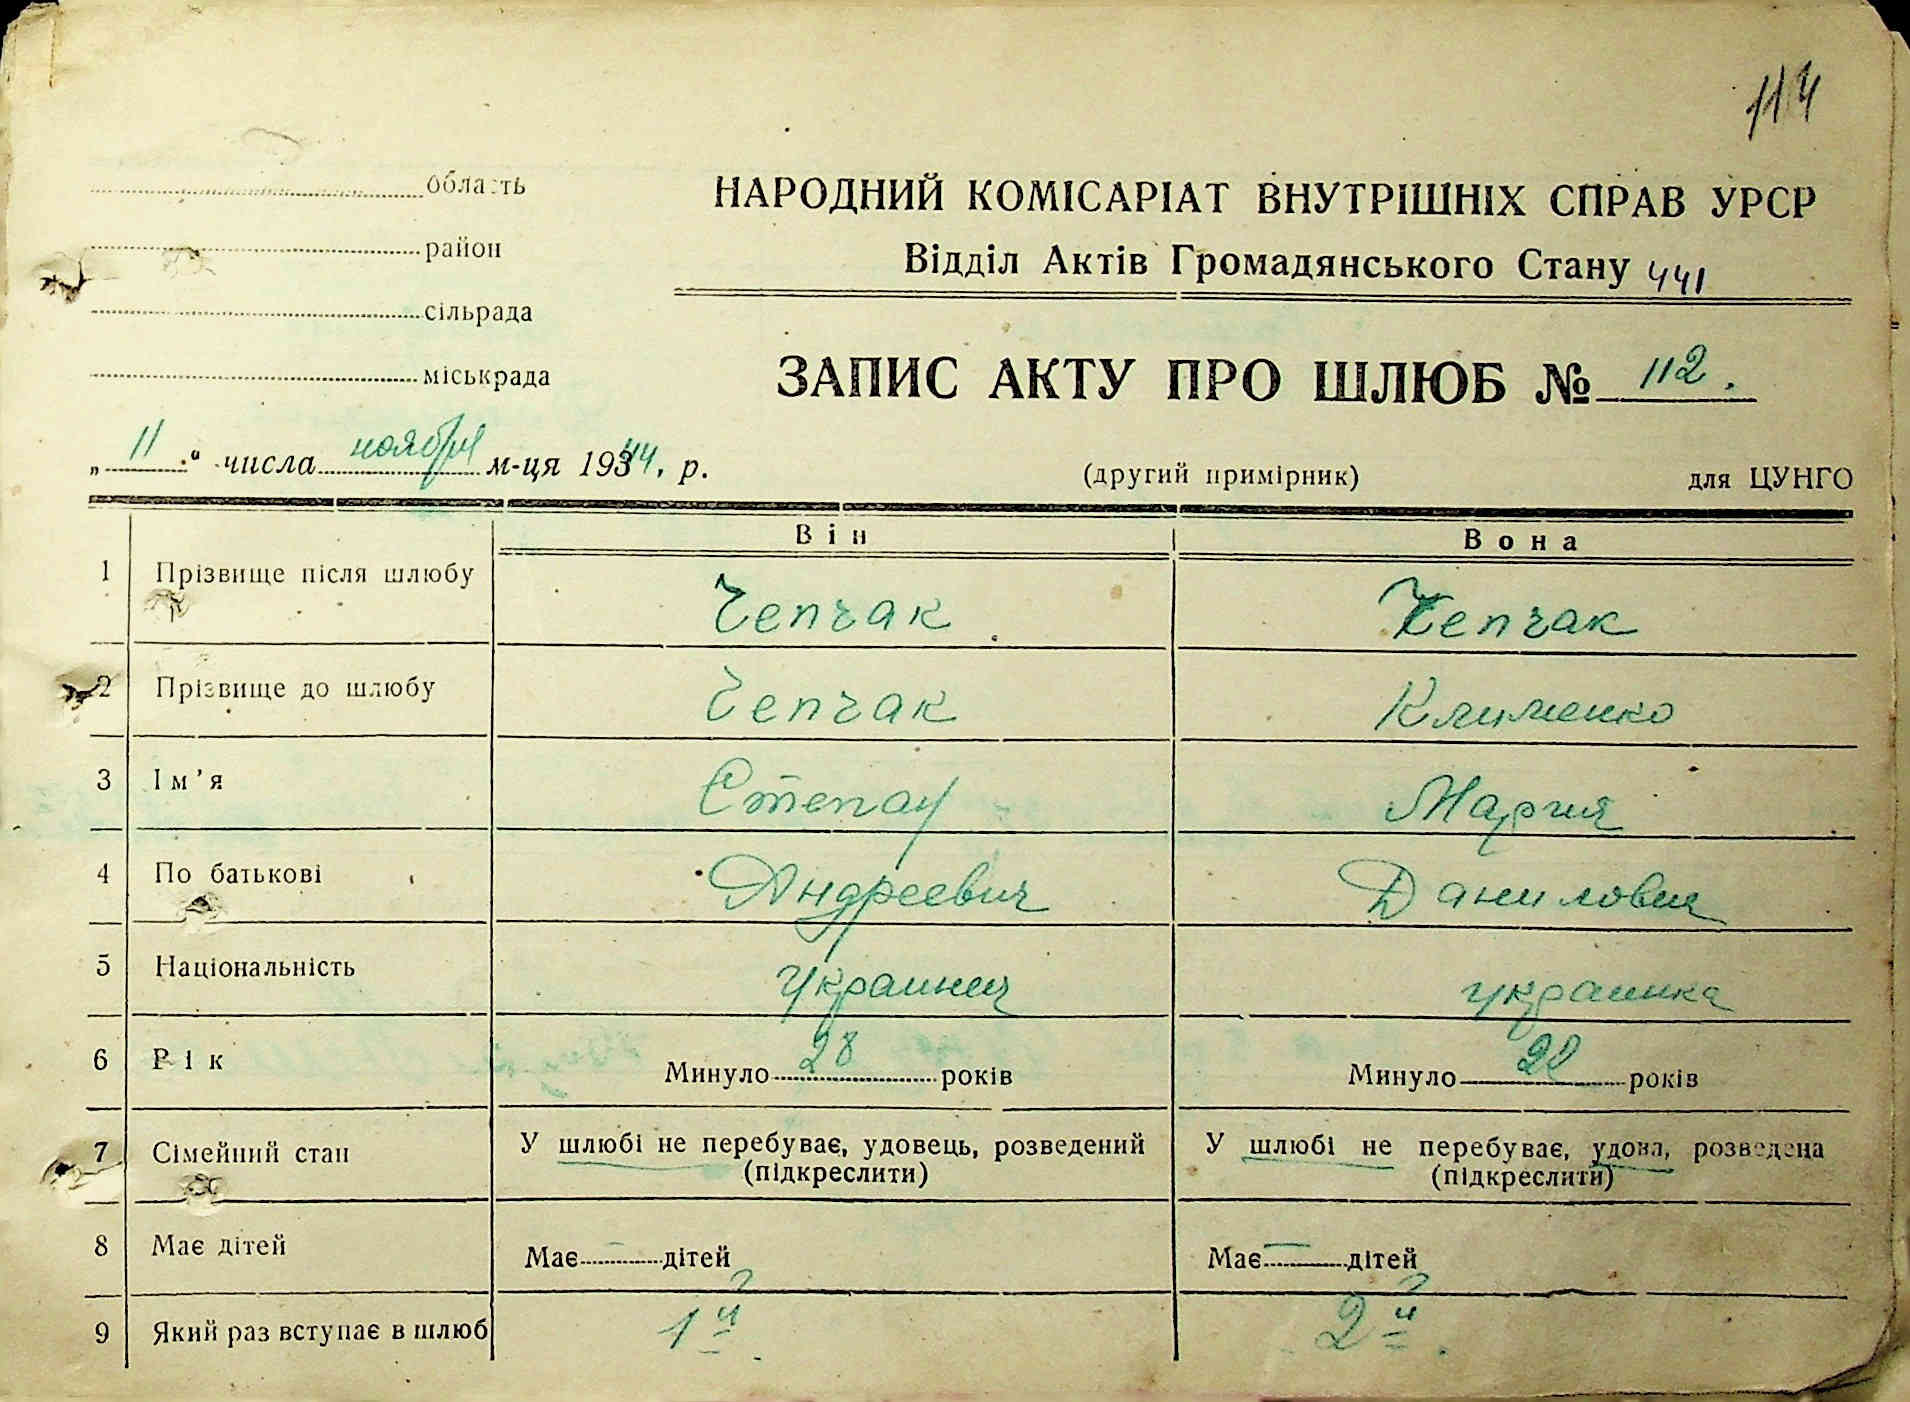 114
область
район
сільрада
міськрада
НАРОДНИЙ КОМІСАРІАТ ВНУТРІШНІХ СПРАВ УРСР
Відділ Актів Громадянського Стану 441
ЗАПИС АКТУ ПРО ШЛЮБ № 112.
„11“ числа ноября м-ця 1944. р.
(другий примірник) для ЦУНГО
Він Вона
1 Прізвище після шлюбу Чепчак Чепчак
2 Прізвище до шлюбу Чепчак Клименко
3 Ім’я Степан Мария
4 По батькові Андреевич Даниловна
5 Національність украинец украинка
6 Рік Минуло 28 років Минуло років
7 Сімейний стан У шлюбі не перебуває, удовець, розведений У шлюбі не перебуває, удова, розведена
(підкреслити) (підкреслити)
8 Має дітей Має – дітей Має – дітей
9 Який раз вступає в шлюб 1й 2й.